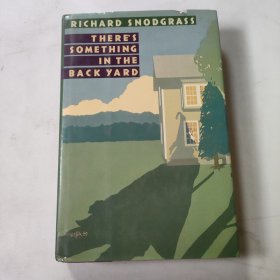 RICHARD SNODGRASS
THERE'S
SOMETHING
IN THE
BACK YARD